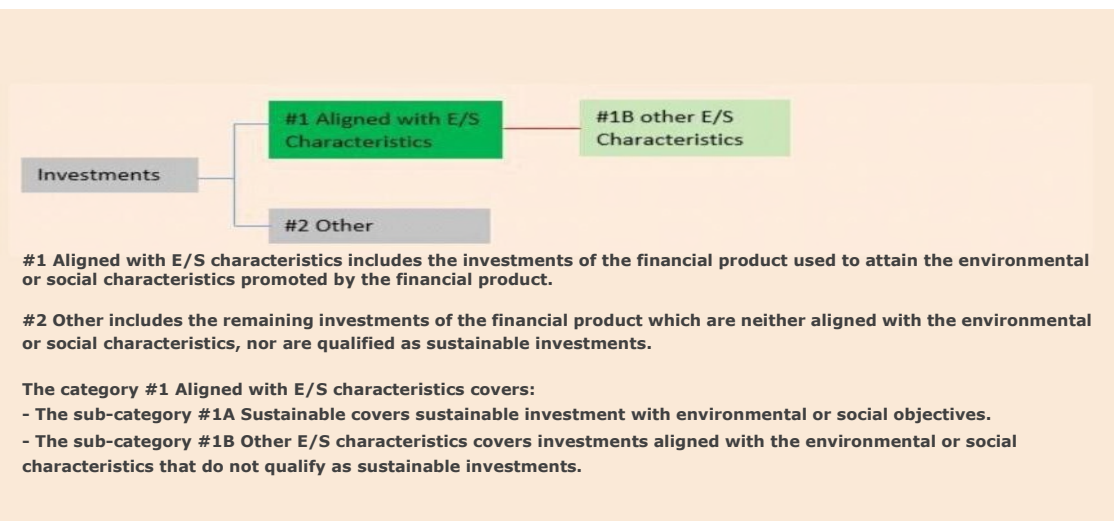 #1 Aligned with E/S
Characteristics
#1B other E/S
Characteristics
Investments
#2 Other
#1 Aligned with E/S characteristics includes the investments of the financial product used to attain the environmental
or social characteristics promoted by the financial product.
#2 Other includes the remaining investments of the financial product which are neither aligned with the environmental
or social characteristics, nor are qualified as sustainable investments.
The category #1 Aligned with E/S characteristics covers:
- The sub-category #1A Sustainable covers sustainable investment with environmental or social objectives.
- The sub-category #1B Other E/S characteristics covers investments aligned with the environmental or social
characteristics that do not qualify as sustainable investments.